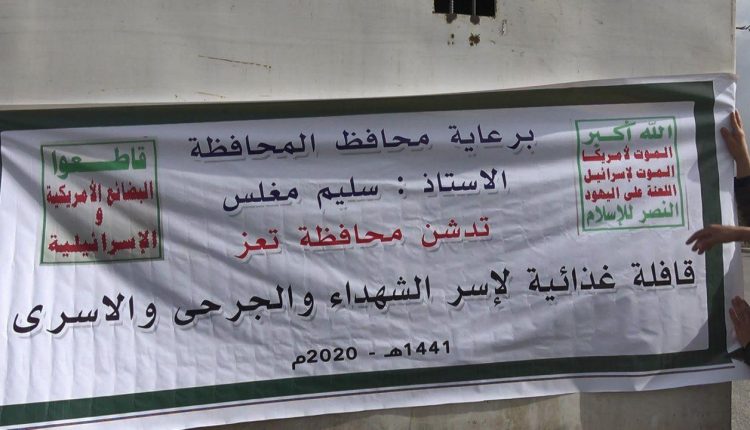 الله أكبر
الموت لأمريكا
الموت لإسرائيل
اللعنة على اليهود
النصر للإسلام
برعاية محافظ المحافظة
الاستاذ : سليم مغلس
تدشن محافظة تعز
قاطعوا
البضائع الأمريكية
و
الإسرائيلية
قافلة غذائية لإسر الشهداء والجرحى والاسرى
1441هـ - 2020م